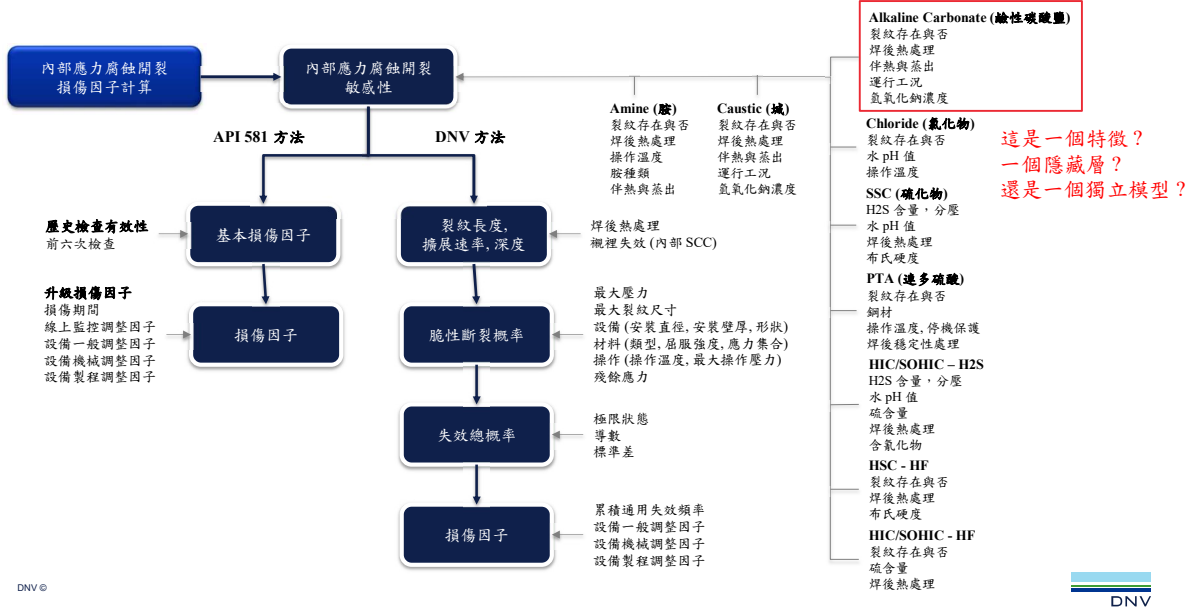 內部應力腐蝕開裂
損傷因子計算
內部應力腐蝕開裂
敏感性
API 581 方法
DNV 方法
歷史檢查有效性
前六次檢查
基本損傷因子
升級損傷因子
損傷期間
線上監控調整因子
設備一般調整因子
設備機械調整因子
設備製程調整因子
損傷因子
裂紋長度,
擴展速率, 深度
焊後熱處理
襯裡失效 (內部 SCC)
脆性斷裂概率
最大壓力
最大裂紋尺寸
設備 (安裝直徑, 安裝壁厚, 形狀)
材料 (類型, 屈服強度, 應力集合)
操作 (操作溫度, 最大操作壓力)
殘餘應力
失效總概率
極限狀態
導數
標準差
損傷因子
累積通用失效頻率
設備一般調整因子
設備機械調整因子
設備製程調整因子
Amine (胺)
裂紋存在與否
焊後熱處理
操作溫度
胺種類
伴熱與蒸出
Caustic (堿)
裂紋存在與否
焊後熱處理
伴熱與蒸出
運行工況
氫氧化鈉濃度
Alkaline Carbonate (鹼性碳酸鹽)
裂紋存在與否
焊後熱處理
伴熱與蒸出
運行工況
氫氧化鈉濃度
Chloride (氯化物)
裂紋存在與否
水 pH 值
操作溫度
SSC (硫化物)
H2S 含量，分壓
水 pH 值
焊後熱處理
布氏硬度
PTA (連多硫酸)
裂紋存在與否
鋼材
操作溫度, 停機保護
焊後穩定性處理
HIC/SOHIC – H2S
H2S 含量，分壓
水 pH 值
硫含量
焊後熱處理
含氰化物
HSC - HF
裂紋存在與否
焊後熱處理
布氏硬度
HIC/SOHIC - HF
裂紋存在與否
硫含量
焊後熱處理
這是一個特徵？
一個隱藏層？
還是一個獨立模型？
DNV ©
DNV